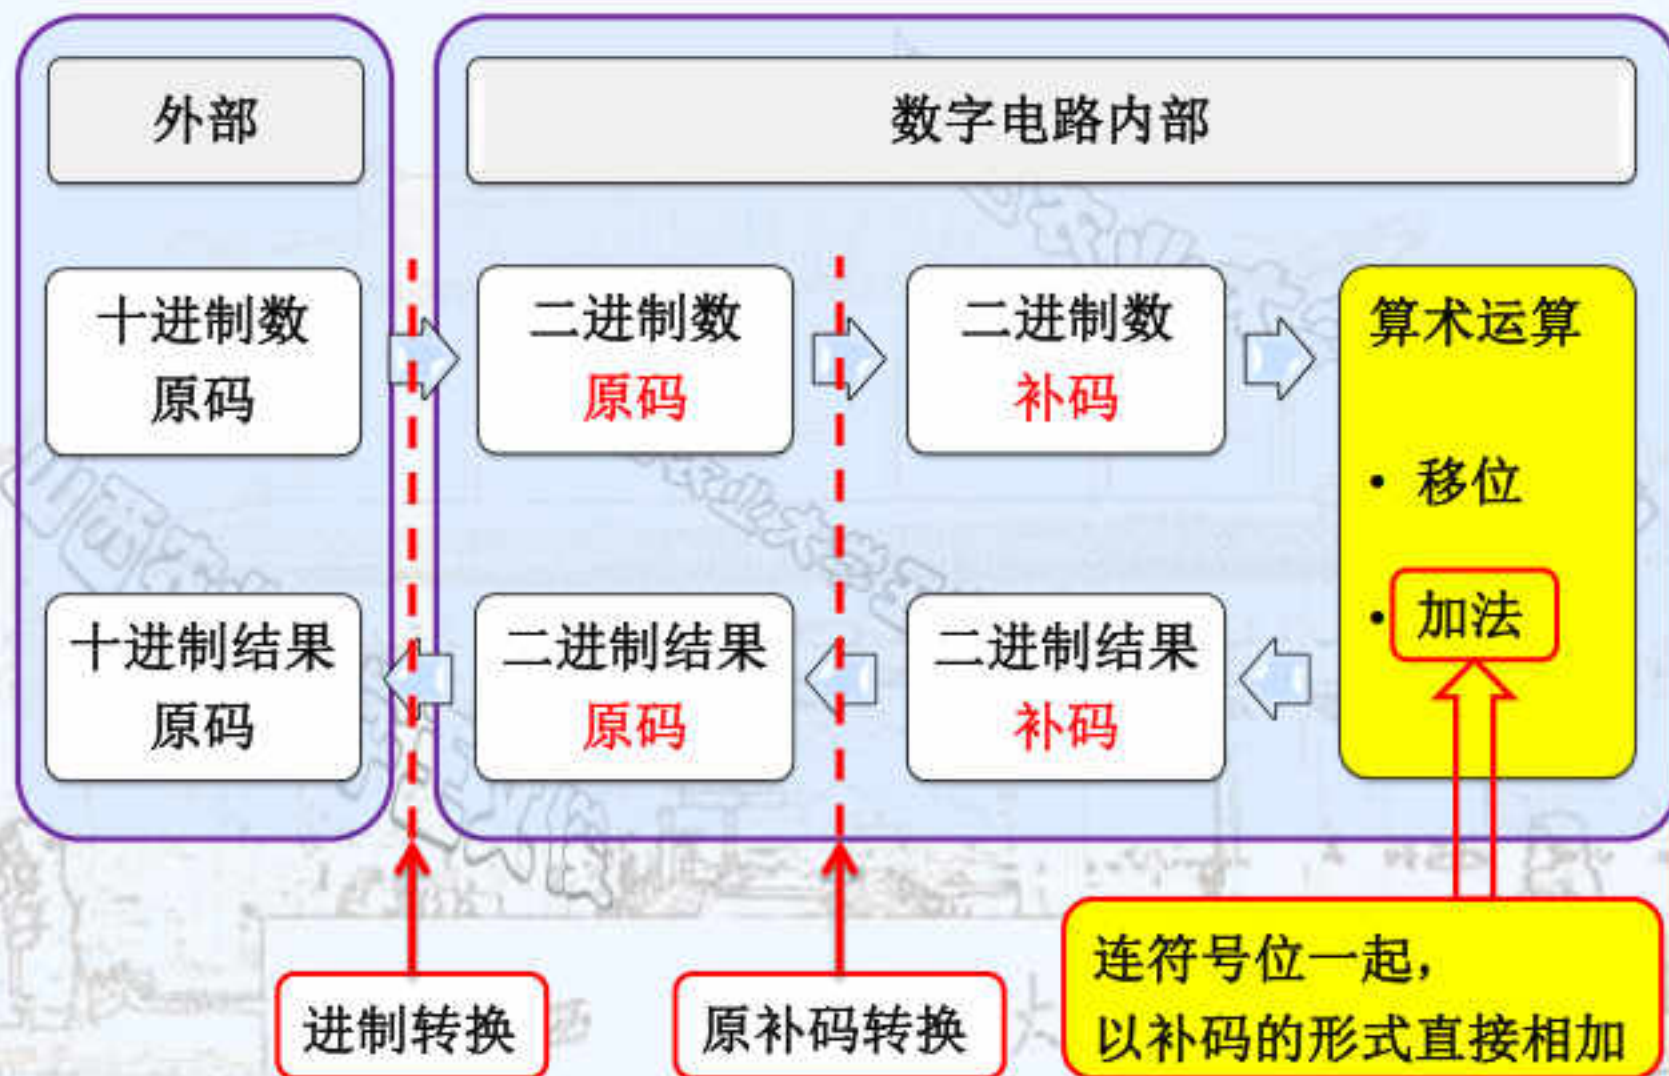 外部
数字电路内部
十进制数
原码
二进制数
原码
二进制数
补码
算术运算
• 移位
• 加法
十进制结果
原码
二进制结果
原码
二进制结果
补码
进制转换
原补码转换
连符号位一起，
以补码的形式直接相加